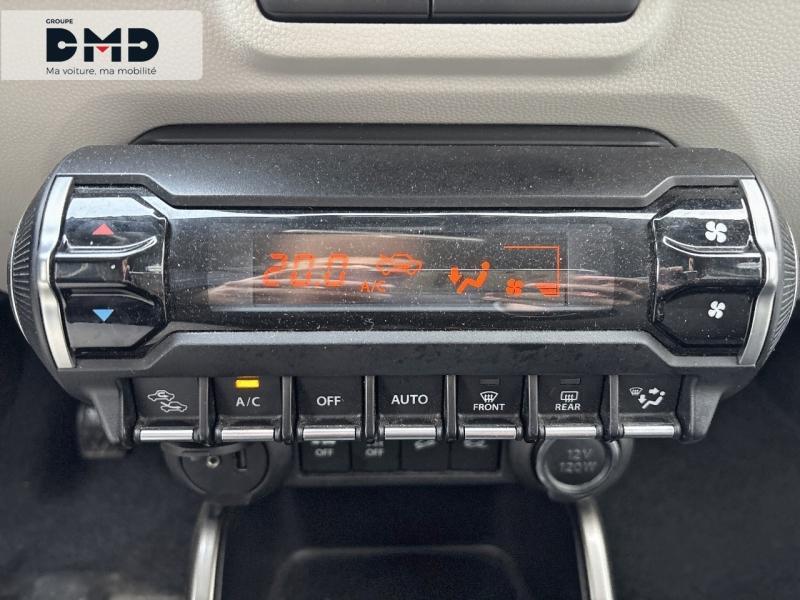 GROUPE
DMD
Ma voiture, ma mobilité
20.0
A/C
A/C
OFF
AUTO
FRONT
REAR
OFF
OFF
12V
120W